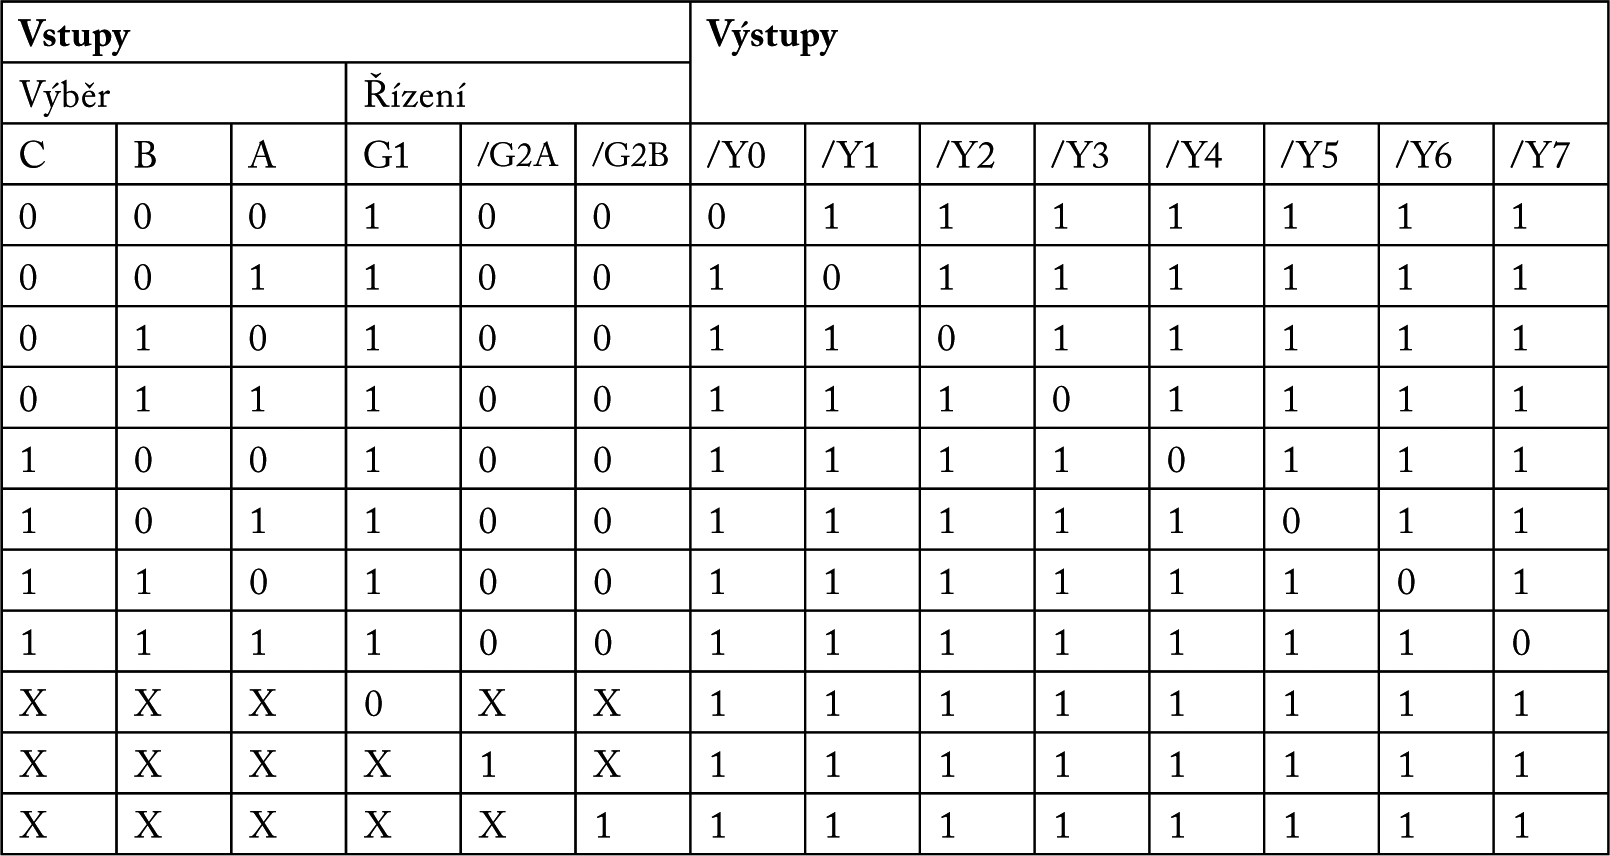 Vstupy Výstupy
Výběr Řízení
C B A G1 /G2A /G2B /Y0 /Y1 /Y2 /Y3 /Y4 /Y5 /Y6 /Y7
0 0 0 1 0 0 0 1 1 1 1 1 1 1
0 0 1 1 0 0 1 0 1 1 1 1 1 1
0 1 0 1 0 0 1 1 0 1 1 1 1 1
0 1 1 1 0 0 1 1 1 0 1 1 1 1
1 0 0 1 0 0 1 1 1 1 0 1 1 1
1 0 1 1 0 0 1 1 1 1 1 0 1 1
1 1 0 1 0 0 1 1 1 1 1 1 0 1
1 1 1 1 0 0 1 1 1 1 1 1 1 0
X X X 0 X X 1 1 1 1 1 1 1 1
X X X X 1 X 1 1 1 1 1 1 1 1
X X X X X 1 1 1 1 1 1 1 1 1